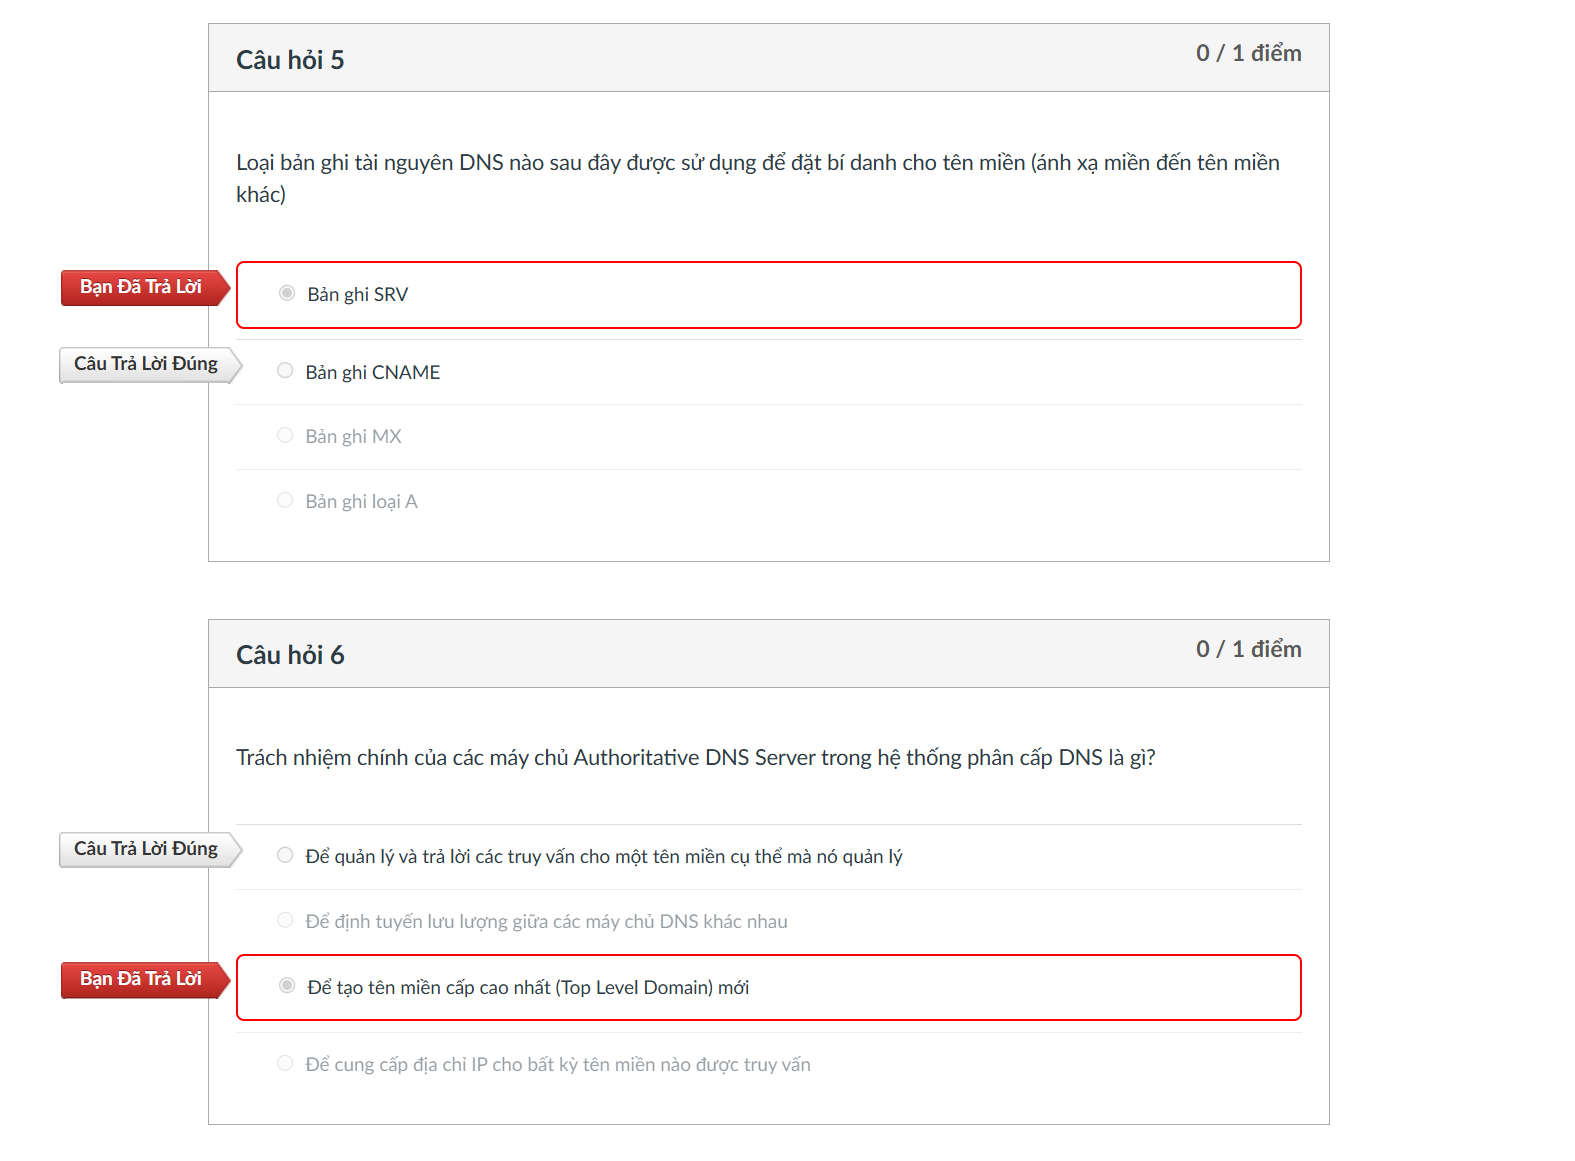 Câu hỏi 5
0 / 1 điểm
Loại bản ghi tài nguyên DNS nào sau đây được sử dụng để đặt bí danh cho tên miền (ánh xạ miền đến tên miền
khác)
Bạn Đã Trả Lời
Bản ghi SRV
Câu Trả Lời Đúng
Bản ghi CNAME
Bản ghi MX
Bản ghi loại A
Câu hỏi 6
0 / 1 điểm
Trách nhiệm chính của các máy chủ Authoritative DNS Server trong hệ thống phân cấp DNS là gì?
Câu Trả Lời Đúng
Để quản lý và trả lời các truy vấn cho một tên miền cụ thể mà nó quản lý
Để định tuyến lưu lượng giữa các máy chủ DNS khác nhau
Bạn Đã Trả Lời
Để tạo tên miền cấp cao nhất (Top Level Domain) mới
Để cung cấp địa chỉ IP cho bất kỳ tên miền nào được truy vấn